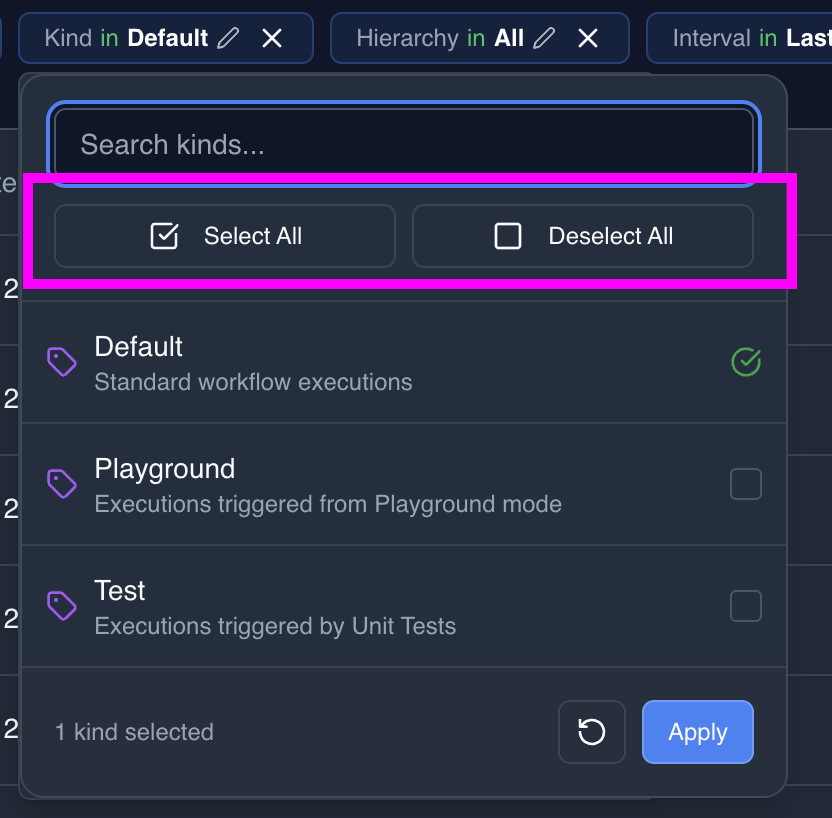 Kind in Default
Hierarchy in All
Interval in Last
Search kinds...
te
Select All
Deselect All
2
Default
Standard workflow executions
2
Playground
Executions triggered from Playground mode
2
Test
Executions triggered by Unit Tests
2
1 kind selected
Apply
2